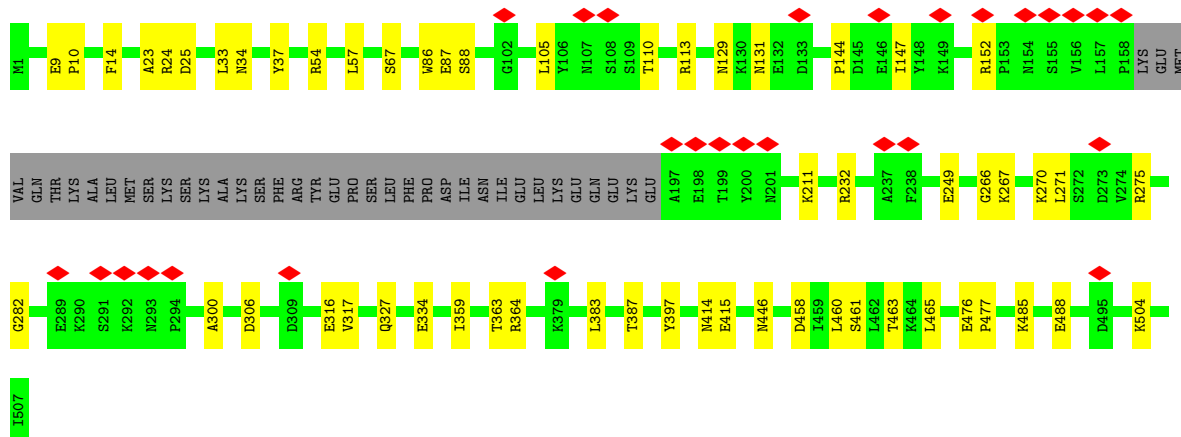 M1 E9 P10 F14 A23 R24 D25 L33 N34 Y37 R54 L57 S67 W86 E87 S88 G102 L105 Y106 N107 S108 S109 T110 R113 N129 K130 N131 E132 D133 P144 D145 E146 I147 Y148 K149 R152 P153 N154 S155 V156 L157 P158 LYS GLU MET
VAL GLN THR LYS ALA LEU MET SER LYS SER LYS ALA LYS SER PHE ARG TYR GLU PRO SER LEU PHE PRO ASP ILE ASN ILE GLU LEU LYS GLU GLN GLU LYS GLU A197 E198 T199 Y200 N201 K211 R232 A237 F238 E249 G266 K267 K270 L271 S272 D273 V274 R275
G282 E289 K290 S291 K292 N293 P294 A300 D306 D309 E316 V317 Q327 E334 I359 T363 R364 K379 L383 T387 Y397 N414 E415 N446 D458 I459 L460 S461 L462 T463 K464 L465 E476 P477 K485 E488 D495 K504
I507